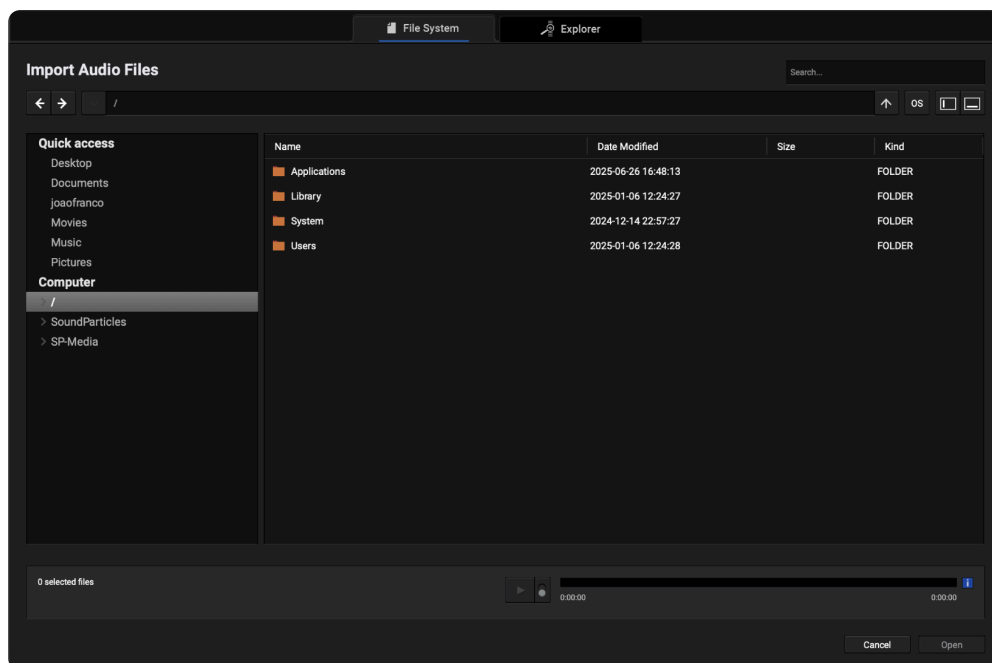 File System
Explorer
Import Audio Files
Search...
/
OS
Quick access
Desktop
Documents
joaofranco
Movies
Music
Pictures
Computer
> /
> SoundParticles
> SP-Media
Name Date Modified Size Kind
Applications 2025-06-26 16:48:13 FOLDER
Library 2025-01-06 12:24:27 FOLDER
System 2024-12-14 22:57:27 FOLDER
Users 2025-01-06 12:24:28 FOLDER
0 selected files
i
0:00:00 0:00:00
Cancel Open